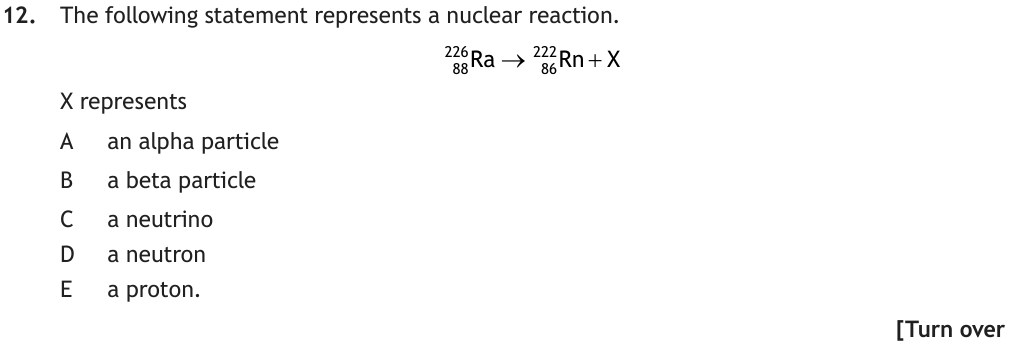 12. The following statement represents a nuclear reaction.
²²⁶₈₈Ra → ²²²₈₆Rn + X
X represents
A an alpha particle
B a beta particle
C a neutrino
D a neutron
E a proton.
[Turn over